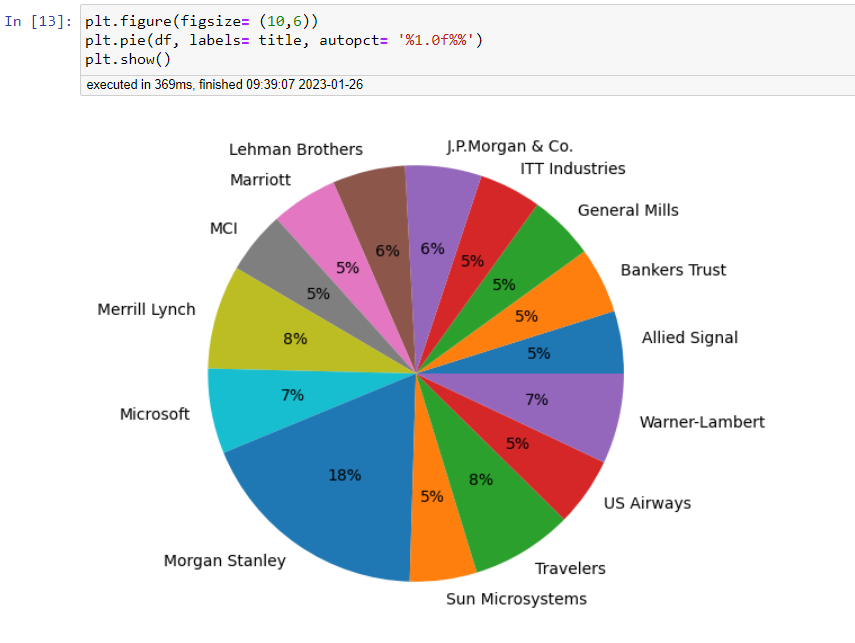 In [13]:
plt.figure(figsize= (10,6))
plt.pie(df, labels= title, autopct= '%1.0f%%')
plt.show()
executed in 369ms, finished 09:39:07 2023-01-26
J.P.Morgan & Co.
Lehman Brothers
ITT Industries
Marriott
General Mills
MCI
6%
6%
5%
5%
Bankers Trust
5%
5%
Merrill Lynch
5%
Allied Signal
8%
5%
7%
7%
Microsoft
Warner-Lambert
5%
18%
8%
5%
US Airways
Morgan Stanley
Travelers
Sun Microsystems